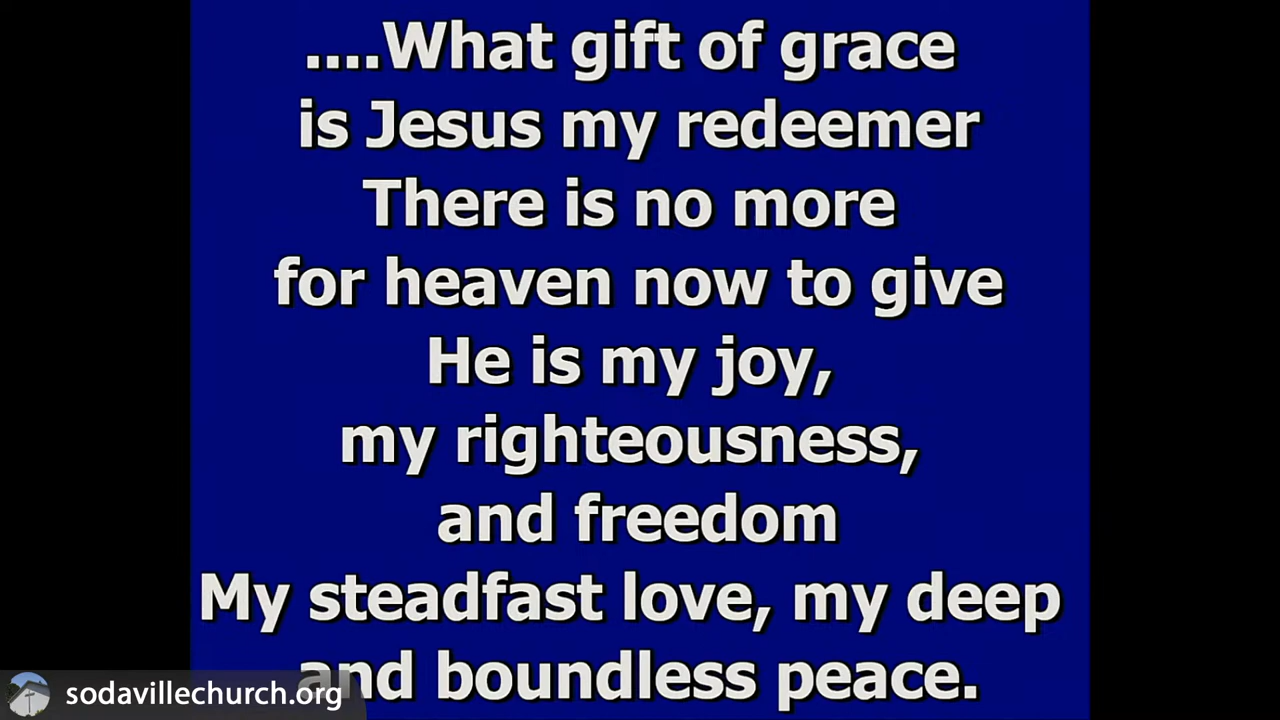 ....What gift of grace
is Jesus my redeemer
There is no more
for heaven now to give
He is my joy,
my righteousness,
and freedom
My steadfast love, my deep
and boundless peace.
sodavillechurch.org